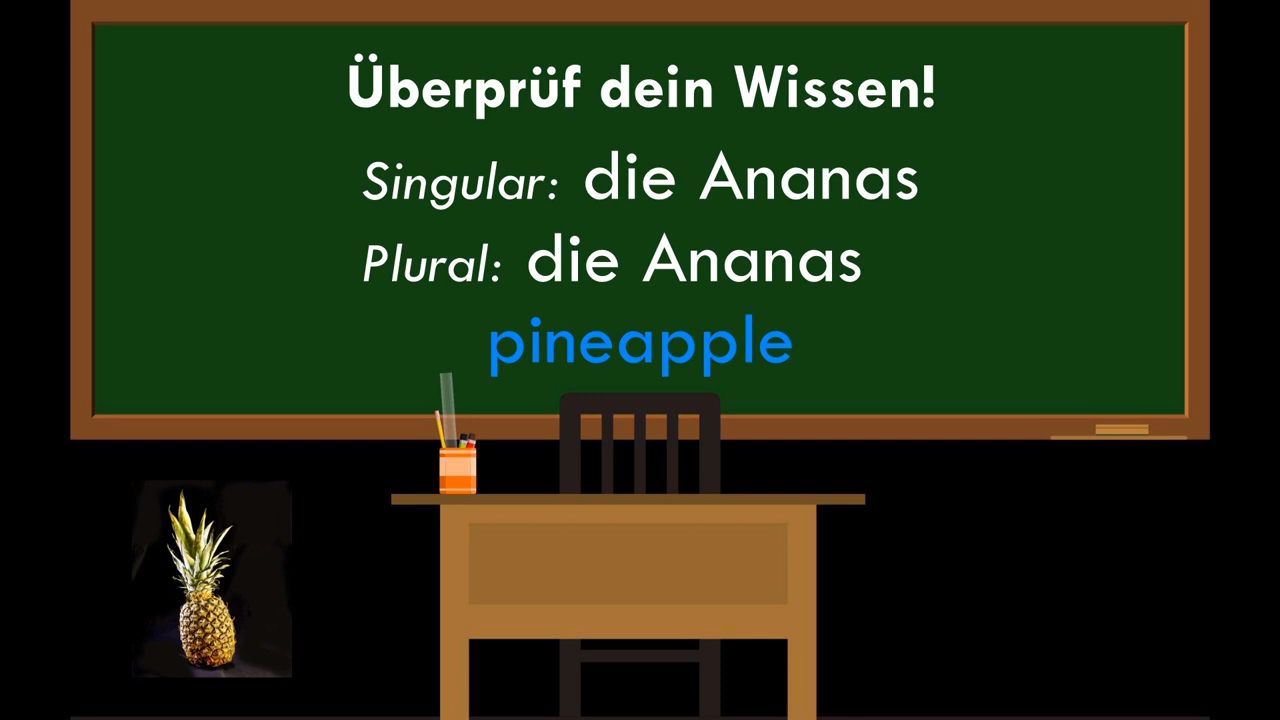 Überprüf dein Wissen!
Singular: die Ananas
Plural: die Ananas
pineapple